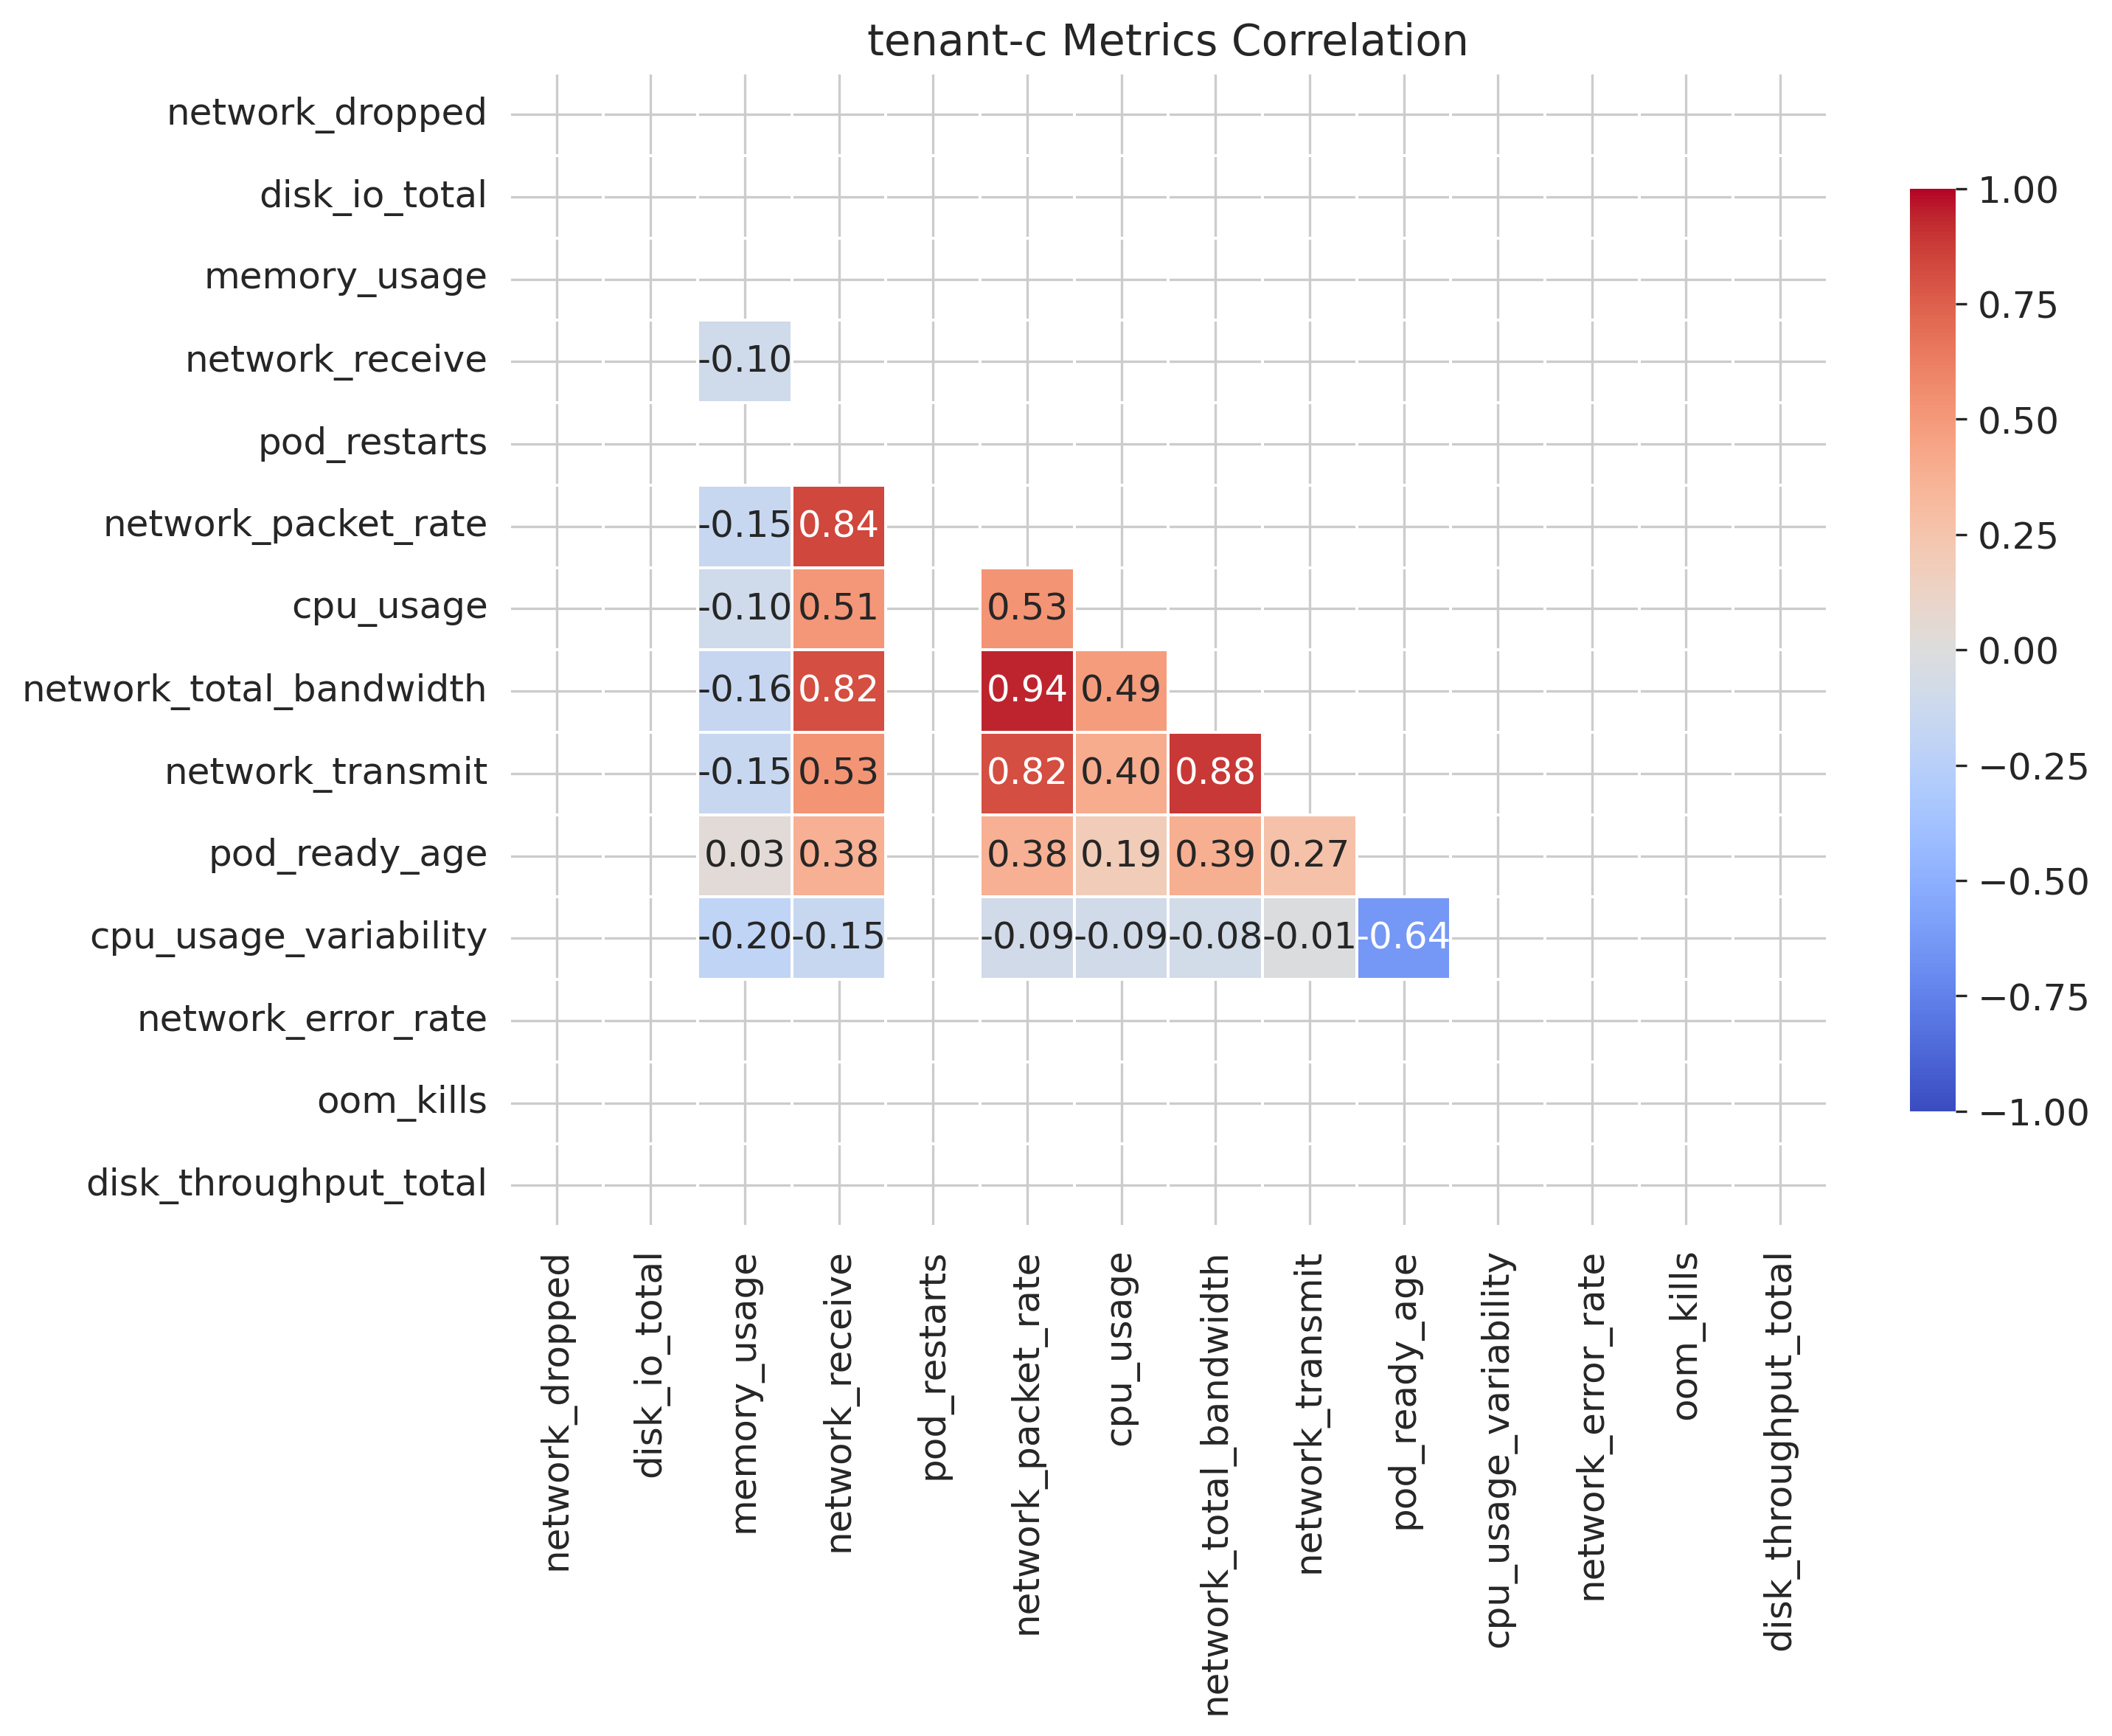 tenant-c Metrics Correlation
network_dropped
disk_io_total
memory_usage
network_receive -0.10
pod_restarts
network_packet_rate -0.15 0.84
cpu_usage -0.10 0.51 0.53
network_total_bandwidth -0.16 0.82 0.94 0.49
network_transmit -0.15 0.53 0.82 0.40 0.88
pod_ready_age 0.03 0.38 0.38 0.19 0.39 0.27
cpu_usage_variability -0.20 -0.15 -0.09 -0.09 -0.08 -0.01 -0.64
network_error_rate
oom_kills
disk_throughput_total
network_dropped
disk_io_total
memory_usage
network_receive
pod_restarts
network_packet_rate
cpu_usage
network_total_bandwidth
network_transmit
pod_ready_age
cpu_usage_variability
network_error_rate
oom_kills
disk_throughput_total
1.00
0.75
0.50
0.25
0.00
−0.25
−0.50
−0.75
−1.00